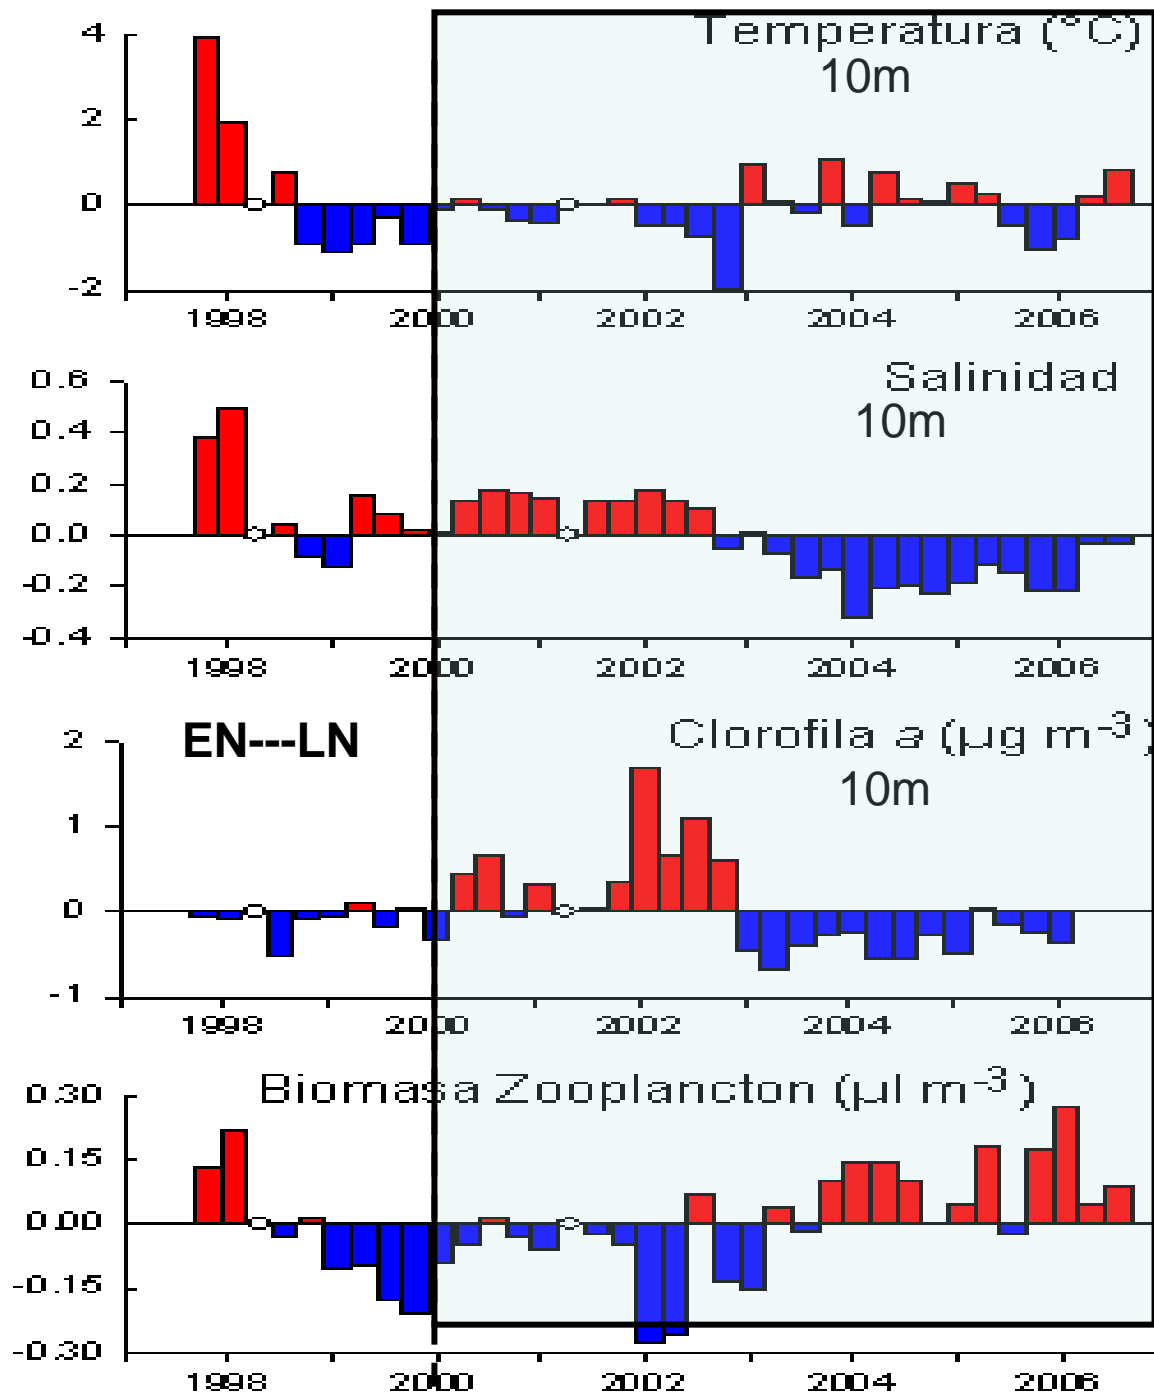 Temperatura (°C)
10m
4
2
0
-2
1998 2000 2002 2004 2006
Salinidad
10m
0.6
0.4
0.2
0.0
-0.2
-0.4
1998 2000 2002 2004 2006
EN---LN
Clorofila a (µg m-3)
10m
2
1
0
-1
1998 2000 2002 2004 2006
Biomasa Zooplancton (µl m-3)
0.30
0.15
0.00
-0.15
-0.30
1998 2000 2002 2004 2006